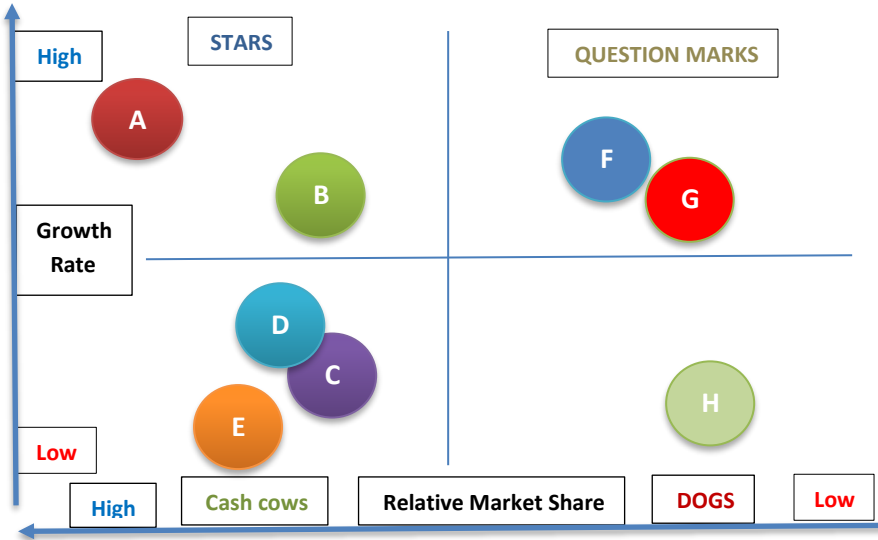 STARS
QUESTION MARKS
High
A
F
B
G
Growth
Rate
D
C
H
E
Low
High
Cash cows
Relative Market Share
DOGS
Low